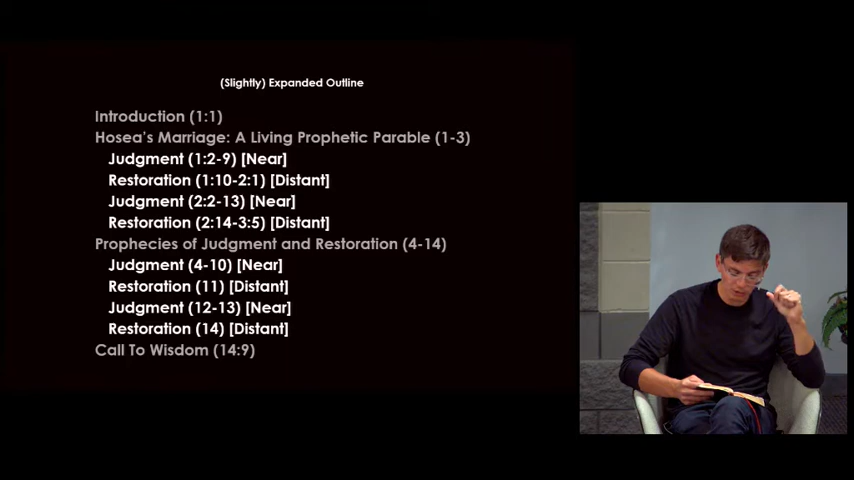 (Slightly) Expanded Outline
Introduction (1:1)
Hosea's Marriage: A Living Prophetic Parable (1-3)
Judgment (1:2-9) [Near]
Restoration (1:10-2:1) [Distant]
Judgment (2:2-13) [Near]
Restoration (2:14-3:5) [Distant]
Prophecies of Judgment and Restoration (4-14)
Judgment (4-10) [Near]
Restoration (11) [Distant]
Judgment (12-13) [Near]
Restoration (14) [Distant]
Call To Wisdom (14:9)